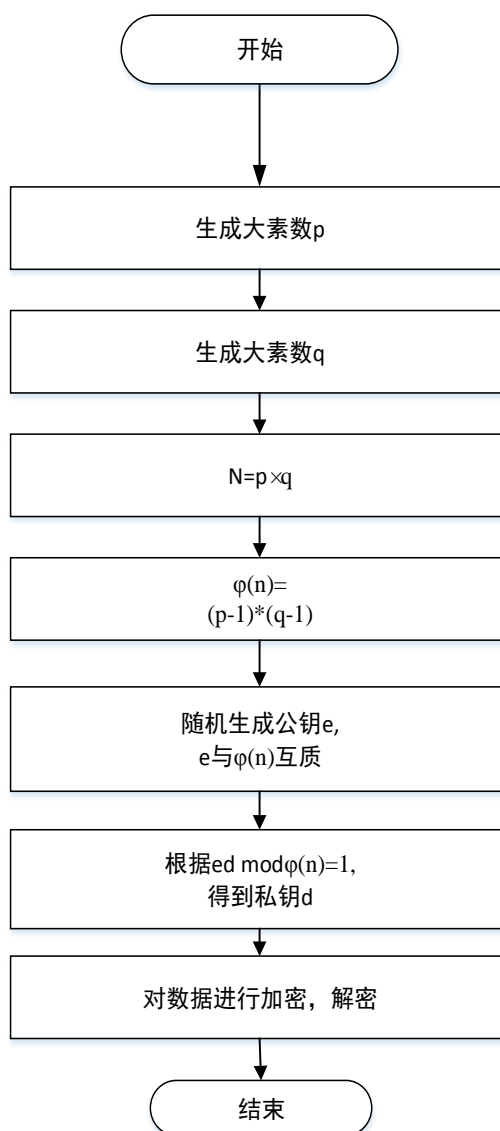 开始
生成大素数p
生成大素数q
N=p×q
φ(n)=
(p-1)*(q-1)
随机生成公钥e,
e与φ(n)互质
根据ed modφ(n)=1,
得到私钥d
对数据进行加密，解密
结束